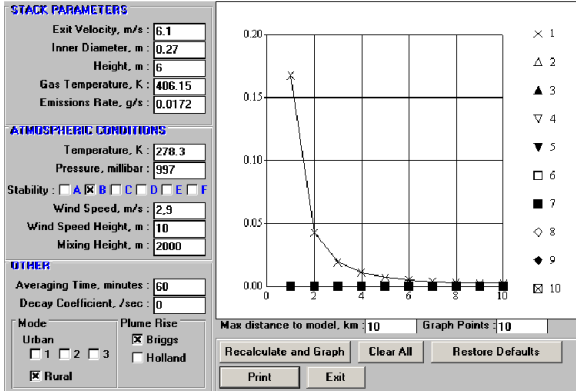 STACK PARAMETERS
Exit Velocity, m/s : 6.1
Inner Diameter, m : 0.27
Height, m : 6
Gas Temperature, K : 406.15
Emissions Rate, g/s : 0.0172
ATMOSPHERIC CONDITIONS
Temperature, K : 278.3
Pressure, millibar : 997
Stability : A B C D E F
Wind Speed, m/s : 2,9
Wind Speed Height, m : 10
Mixing Height, m : 2000
OTHER
Averaging Time, minutes : 60
Decay Coefficient, /sec : 0
Mode
Urban
1 2 3
Rural
Plume Rise
Briggs
Holland
0.20
0.15
0.10
0.05
0.00
0 2 4 6 8 10
1
2
3
4
5
6
7
8
9
10
Max distance to model, km : 10 Graph Points : 10
Recalculate and Graph Clear All Restore Defaults
Print Exit